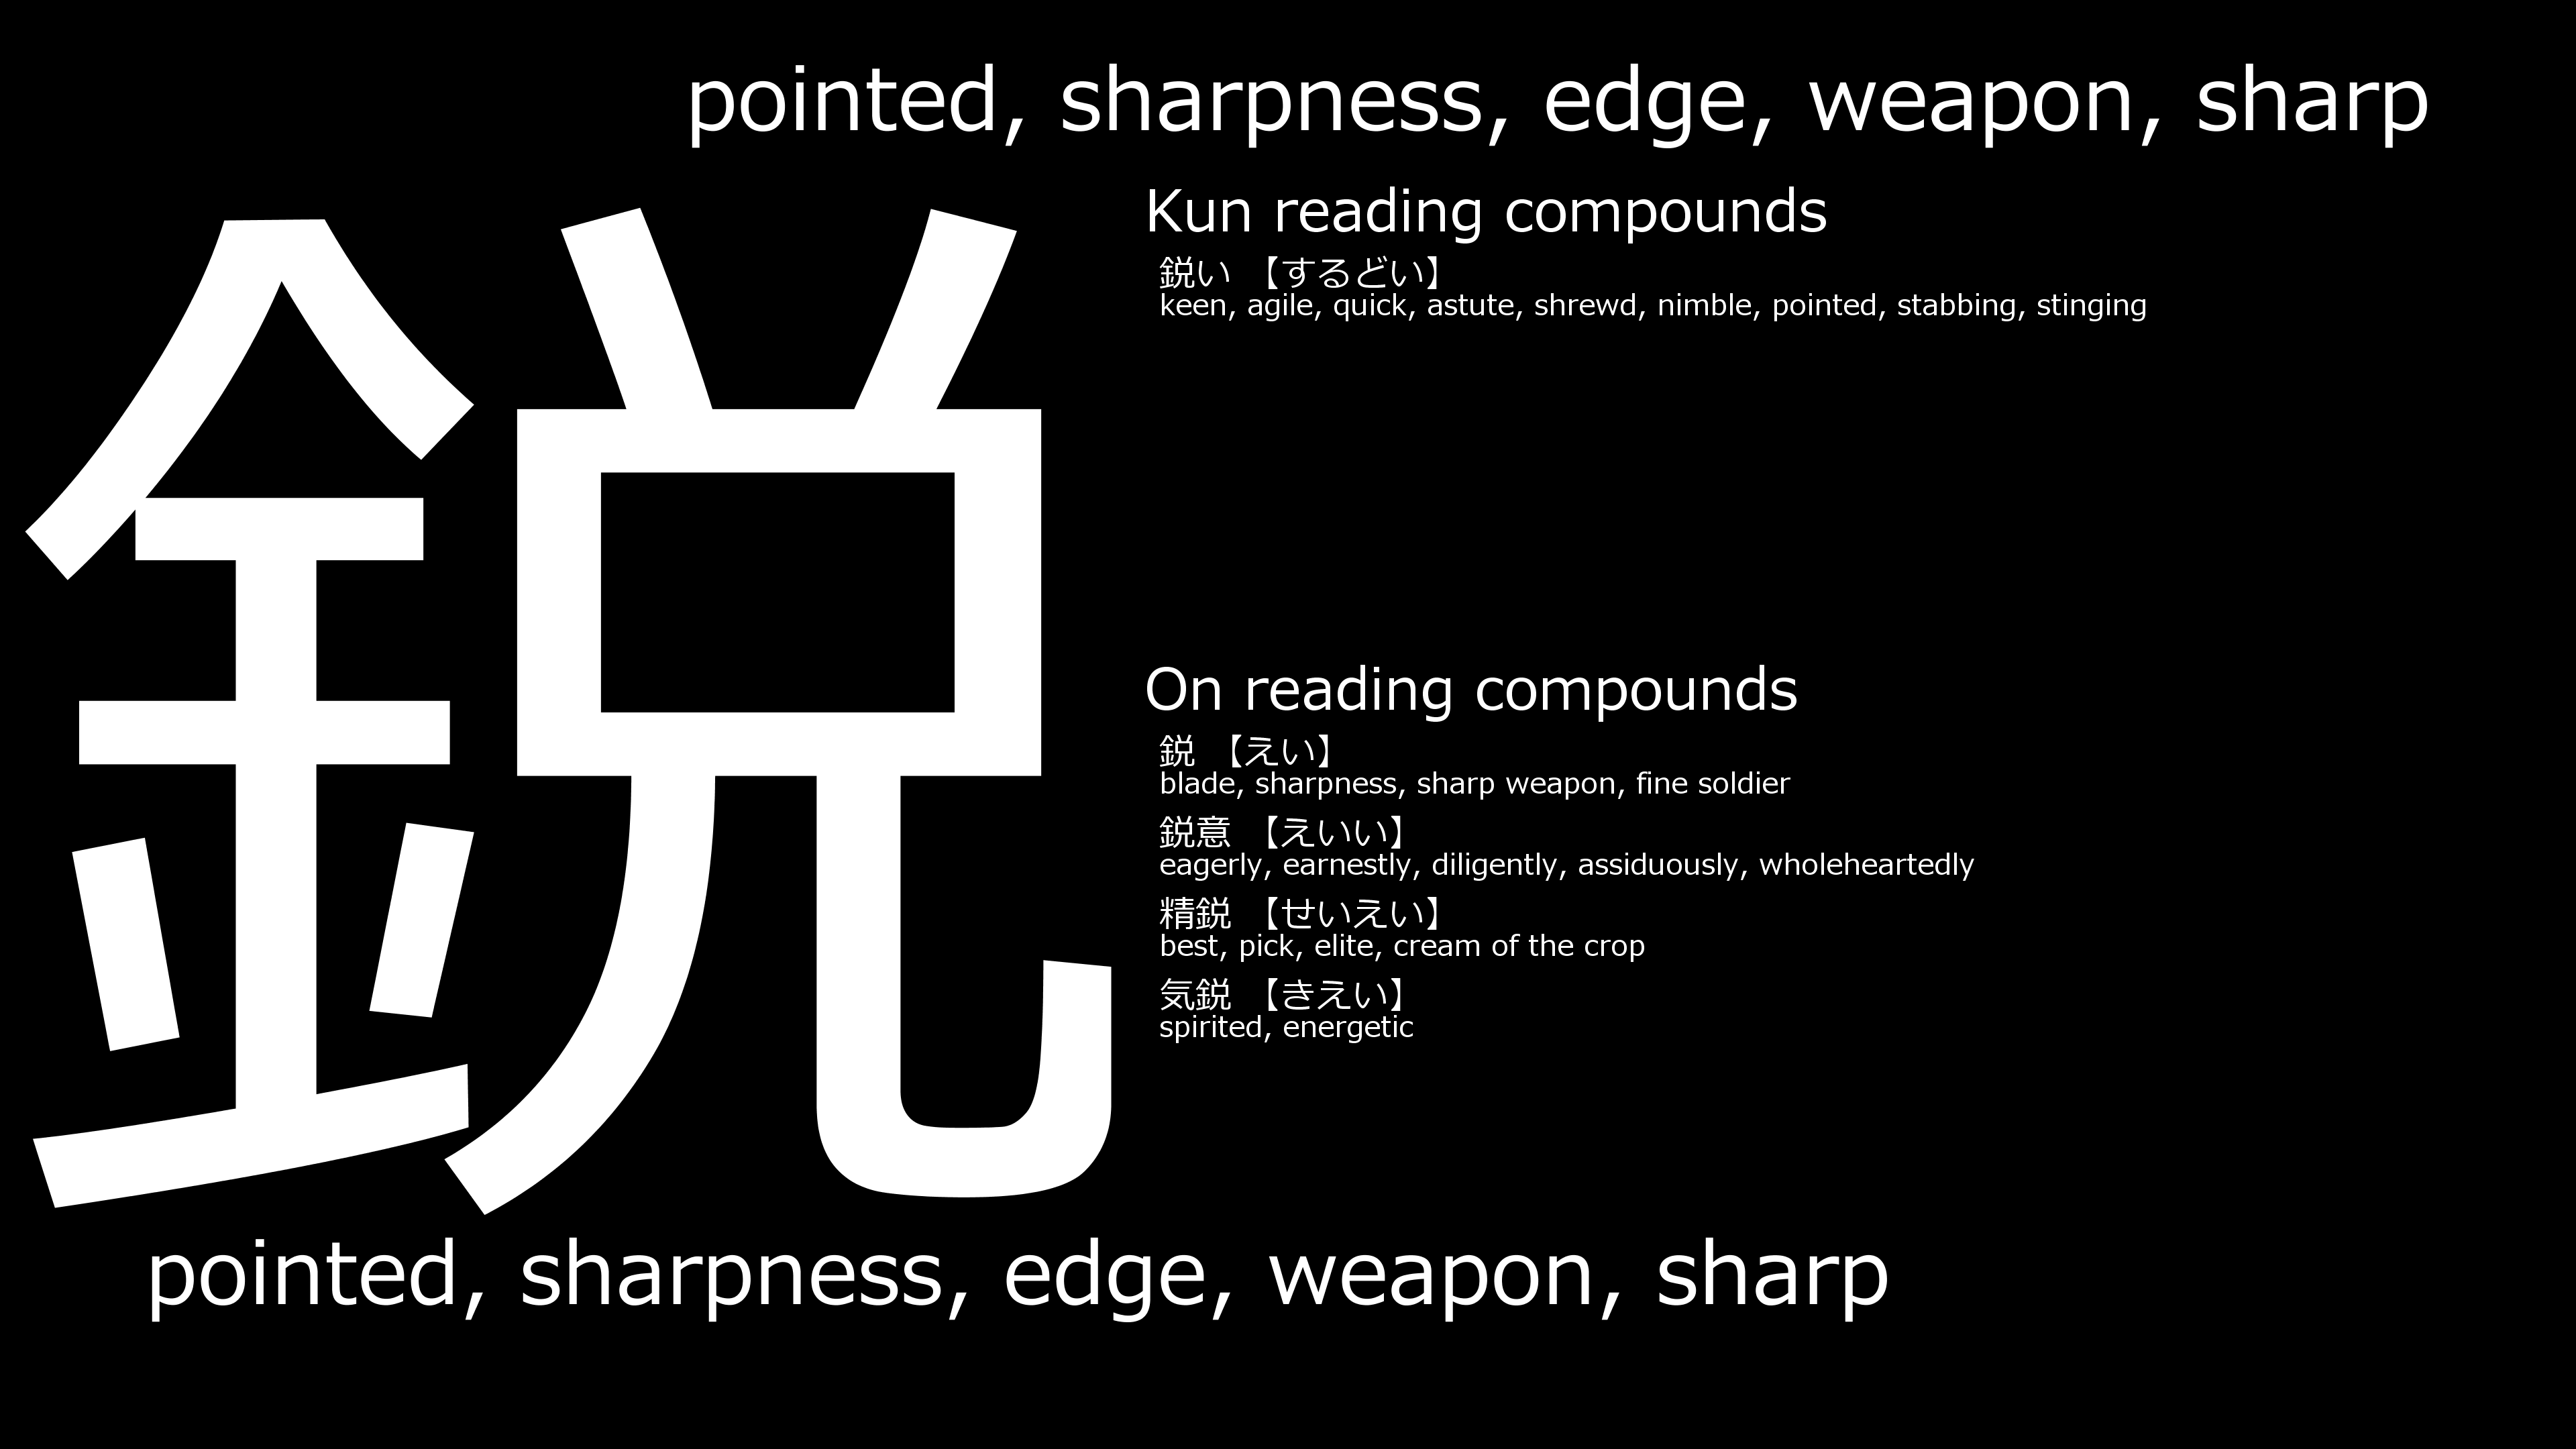 pointed, sharpness, edge, weapon, sharp
鋭
Kun reading compounds
鋭い 【するどい】
keen, agile, quick, astute, shrewd, nimble, pointed, stabbing, stinging
On reading compounds
鋭 【えい】
blade, sharpness, sharp weapon, fine soldier
鋭意 【えいい】
eagerly, earnestly, diligently, assiduously, wholeheartedly
精鋭 【せいえい】
best, pick, elite, cream of the crop
気鋭 【きえい】
spirited, energetic
pointed, sharpness, edge, weapon, sharp